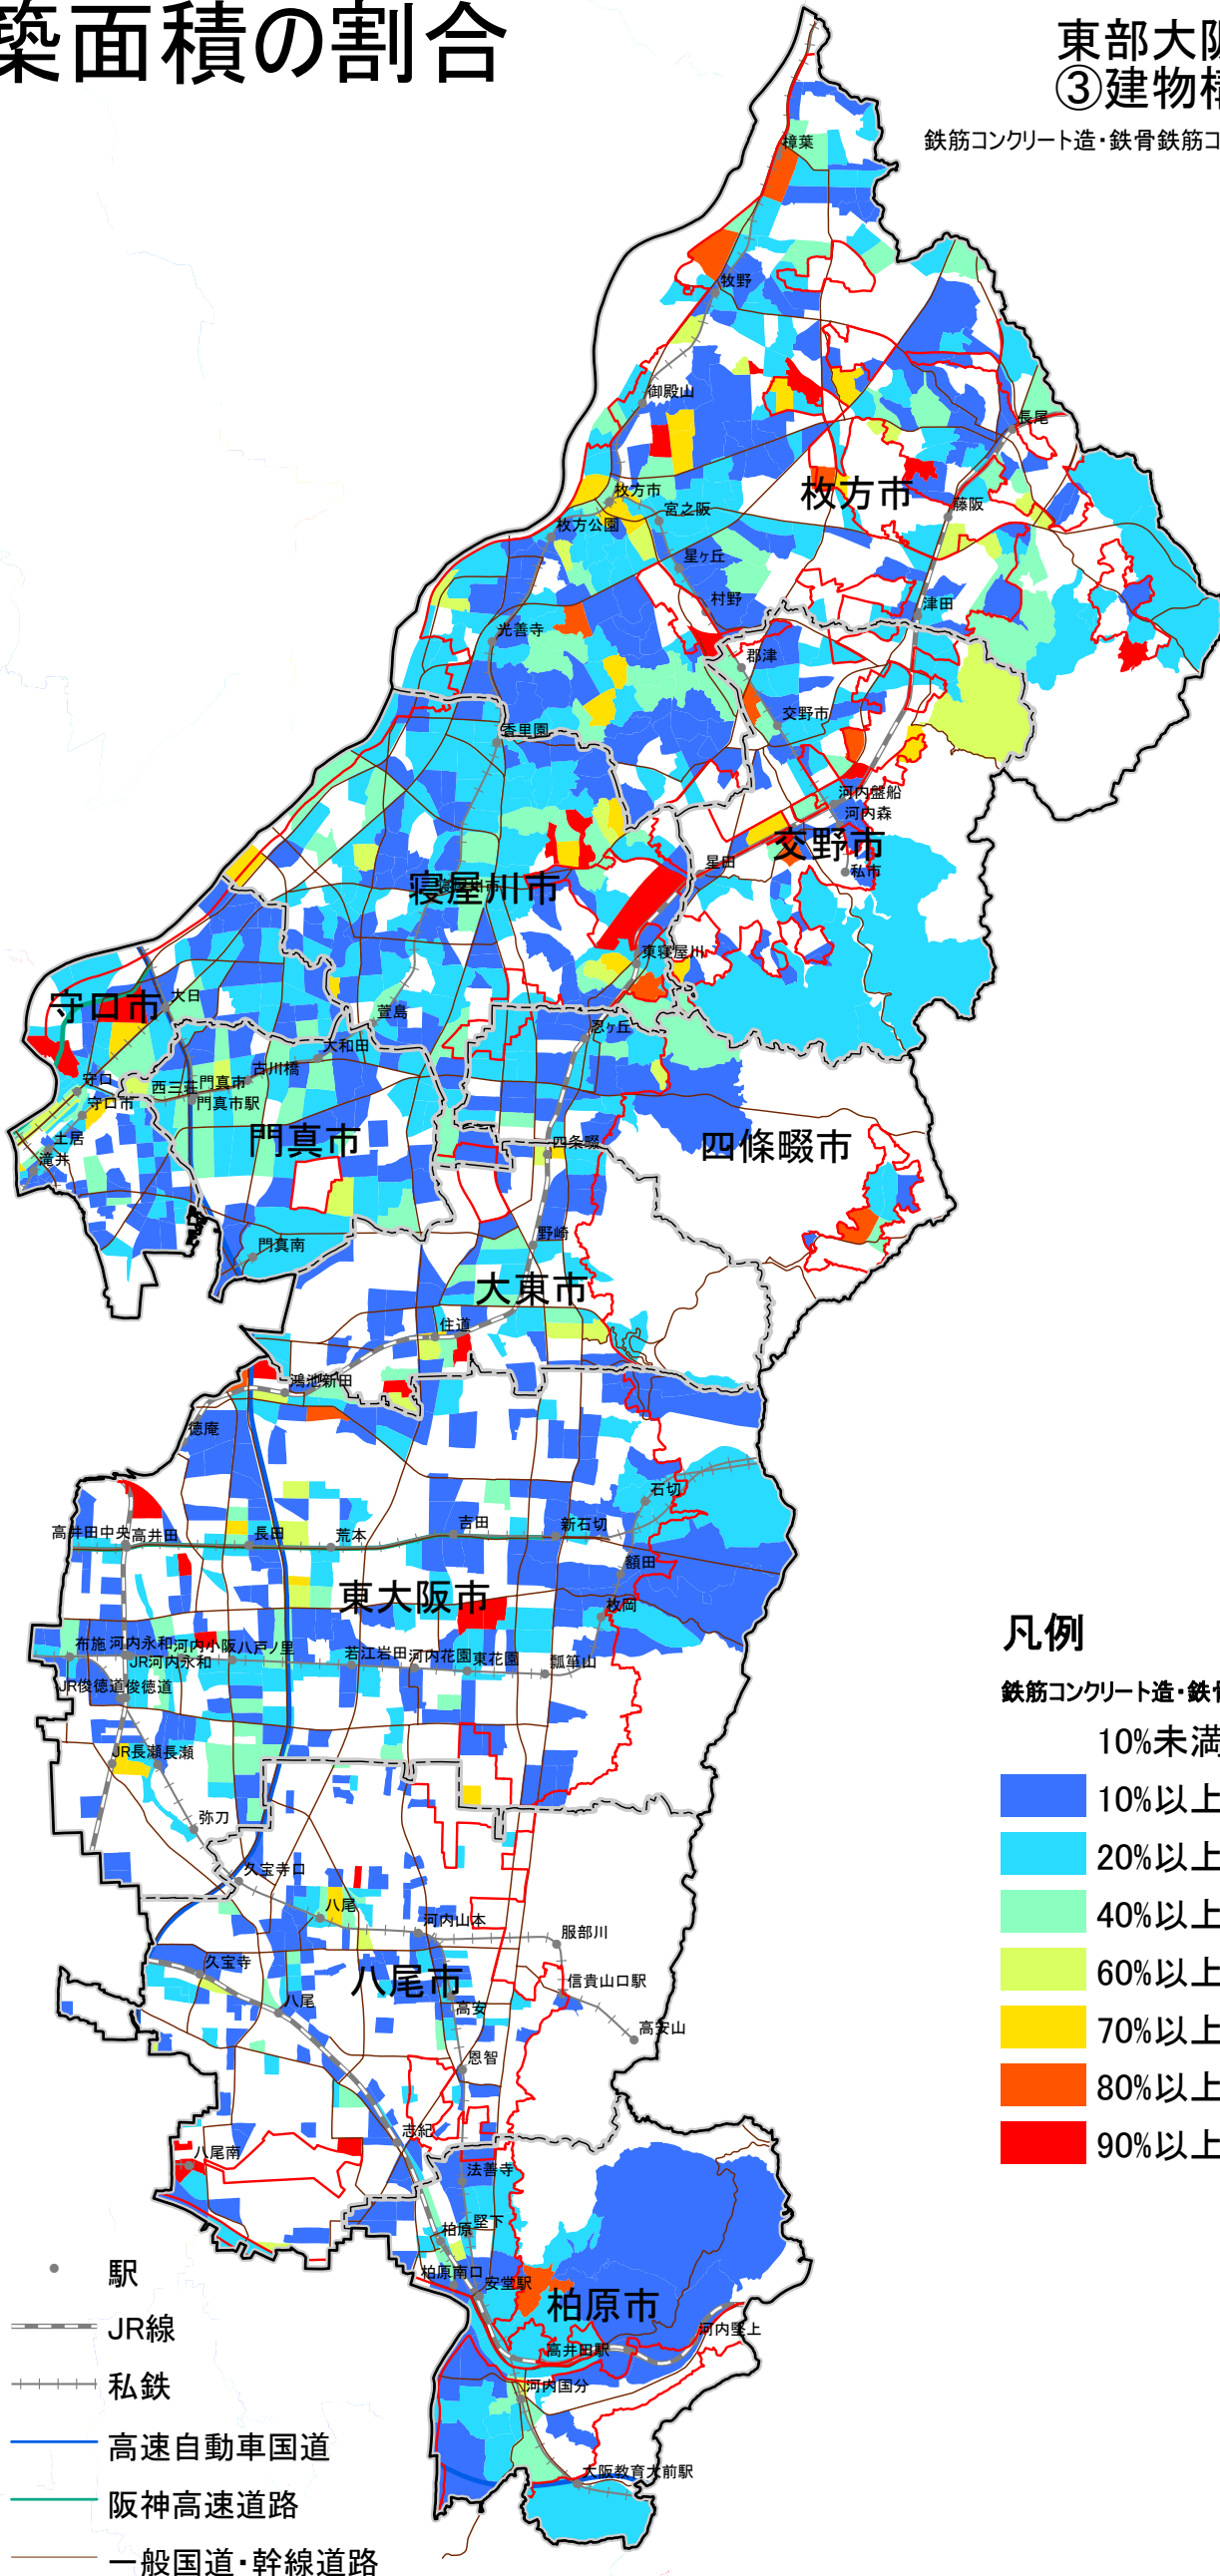 築面積の割合
東部大阪
③建物構
鉄筋コンクリート造・鉄骨鉄筋コ
樟葉
牧野
御殿山
長尾
枚方市
枚方市
藤阪
宮之阪
枚方公園
星ヶ丘
村野
津田
光善寺
郡津
交野市
香里園
河内磐船
河内森
交野市
星田
私市
寝屋川市
寝屋川市
東寝屋川
守口市
大日
萱島
忍ヶ丘
大和田
古川橋
守口
西三荘
門真市
守口市
門真市駅
土居
門真市
四条畷
四條畷市
滝井
門真南
野崎
大東市
住道
鴻池新田
徳庵
石切
高井田中央
高井田
長田
荒本
吉田
新石切
額田
東大阪市
枚岡
布施
河内永和
河内小阪
八戸ノ里
若江岩田
河内花園
東花園
瓢箪山
JR河内永和
JR俊徳道
俊徳道
JR長瀬
長瀬
弥刀
久宝寺口
八尾
河内山本
服部川
久宝寺
八尾市
信貴山口駅
八尾
高安
高安山
恩智
志紀
八尾南
法善寺
柏原
堅下
柏原南口
安堂駅
柏原市
河内堅上
高井田駅
河内国分
大阪教育大前駅
凡例
鉄筋コンクリート造・鉄骨
10%未満
10%以上
20%以上
40%以上
60%以上
70%以上
80%以上
90%以上
駅
JR線
私鉄
高速自動車国道
阪神高速道路
一般国道・幹線道路